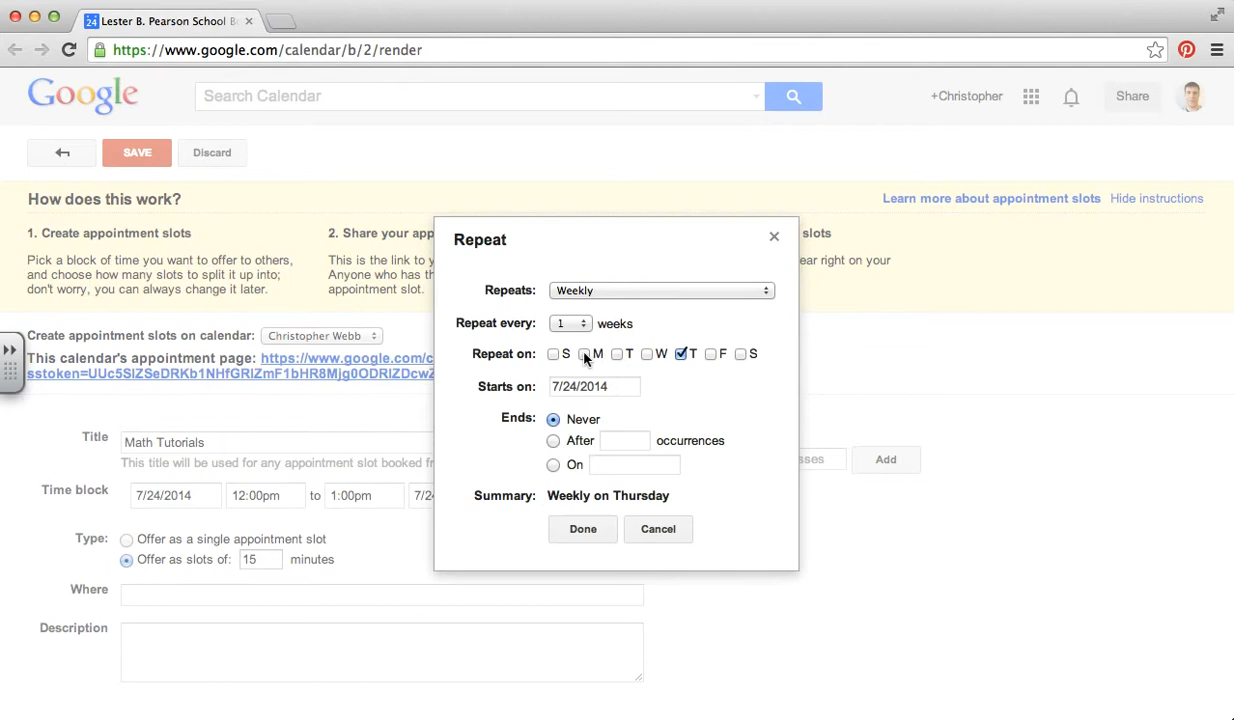 24 Lester B. Pearson School B
https://www.google.com/calendar/b/2/render
Google
Search Calendar
+Christopher
Share
SAVE
Discard
How does this work?
Learn more about appointment slots
Hide instructions
1. Create appointment slots
Pick a block of time you want to offer to others,
and choose how many slots to split it up into;
don't worry, you can always change it later.
2. Share your app
This is the link to y
Anyone who has th
appointment slot.
slots
ear right on your
Create appointment slots on calendar: Christopher Webb
This calendar's appointment page: https://www.google.com/c
sstoken=UUc5SlZSeDRKb1NHfGRlZmF1bHR8Mjg0ODRlZDcwZ
Title
Math Tutorials
This title will be used for any appointment slot booked fr
Time block
7/24/2014 12:00pm to 1:00pm 7/24
Type:
Offer as a single appointment slot
Offer as slots of: 15 minutes
Where
Description
Add
Repeat
Repeats: Weekly
Repeat every: 1 weeks
Repeat on: S M T W T F S
Starts on: 7/24/2014
Ends: Never
After occurrences
On
Summary: Weekly on Thursday
Done Cancel